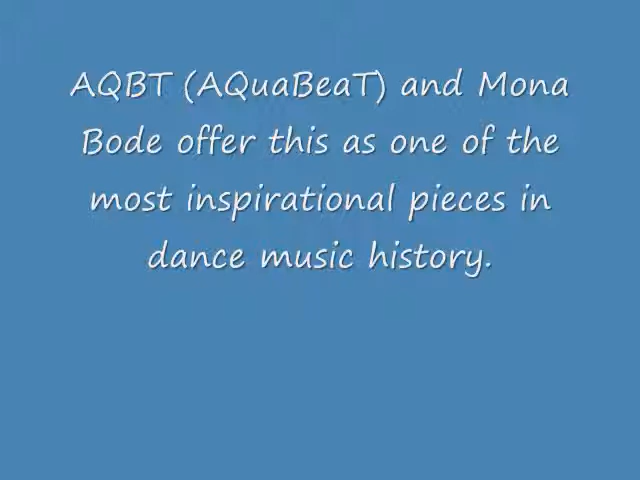 AQBT (AQuaBeaT) and Mona
Bode offer this as one of the
most inspirational pieces in
dance music history.